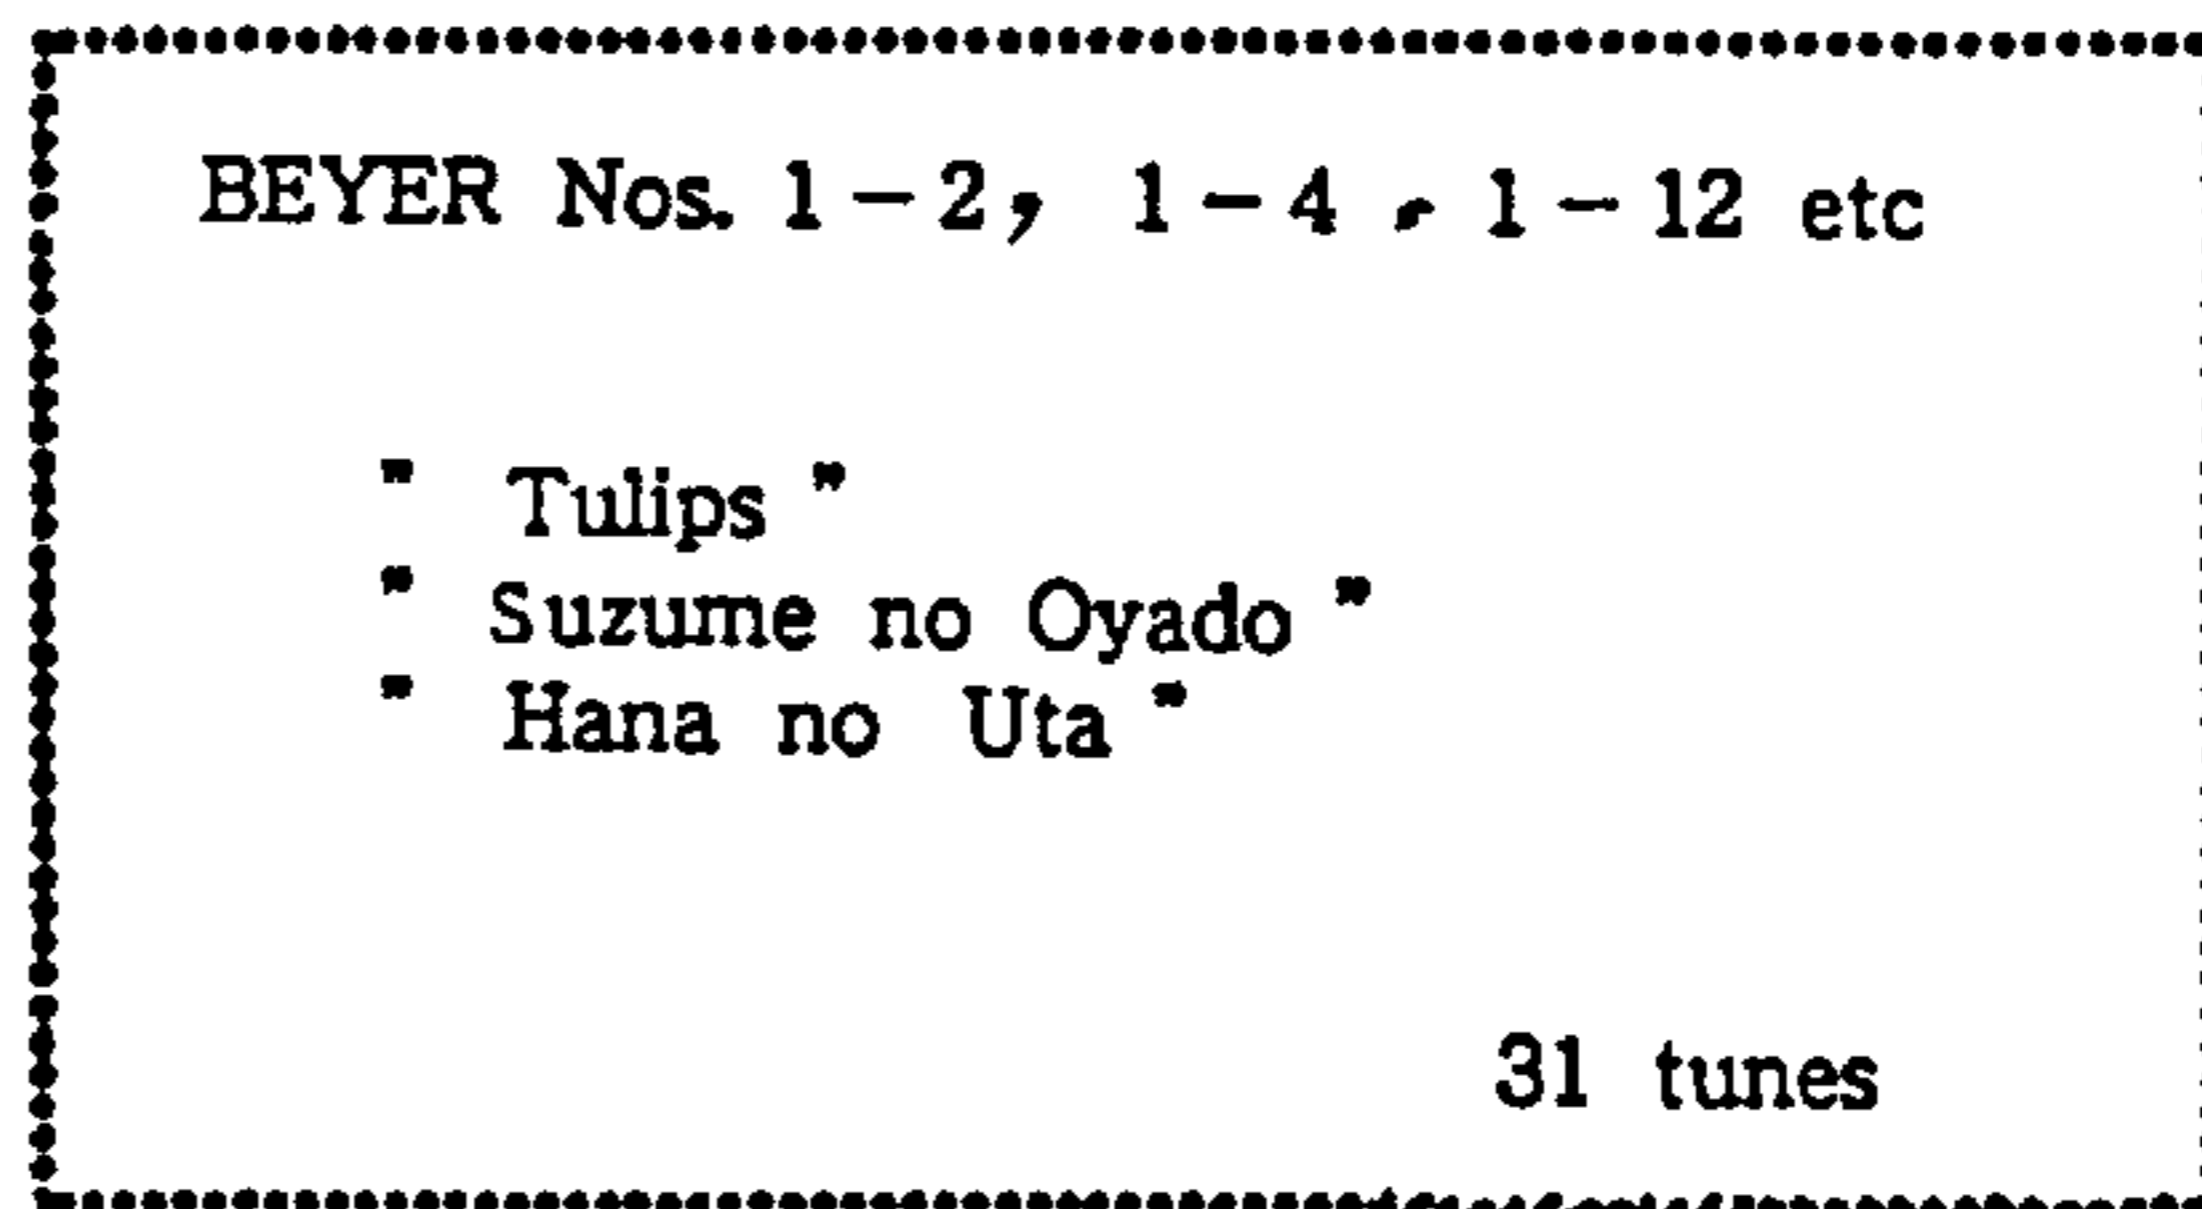 BEYER Nos. 1-2, 1-4, 1-12 etc
" Tulips "
" Suzume no Oyado "
" Hana no Uta "
31 tunes